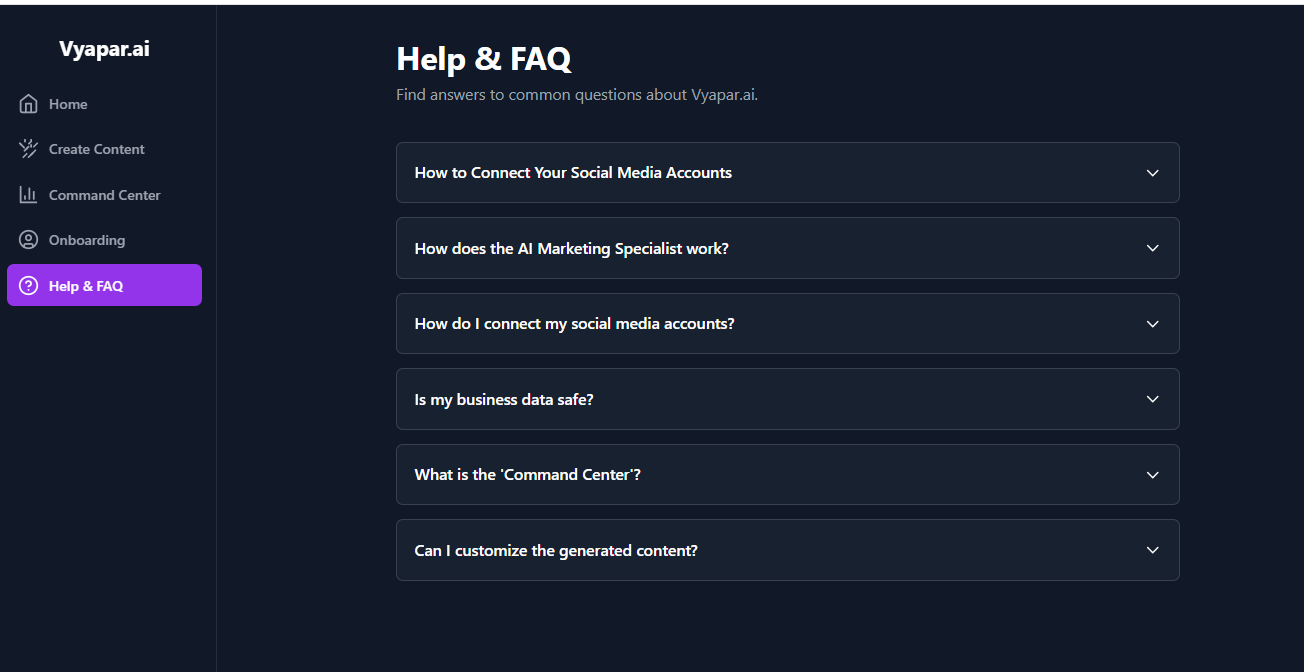 Vyapar.ai
Home
Create Content
Command Center
Onboarding
Help & FAQ
Help & FAQ
Find answers to common questions about Vyapar.ai.
How to Connect Your Social Media Accounts
How does the AI Marketing Specialist work?
How do I connect my social media accounts?
Is my business data safe?
What is the 'Command Center'?
Can I customize the generated content?